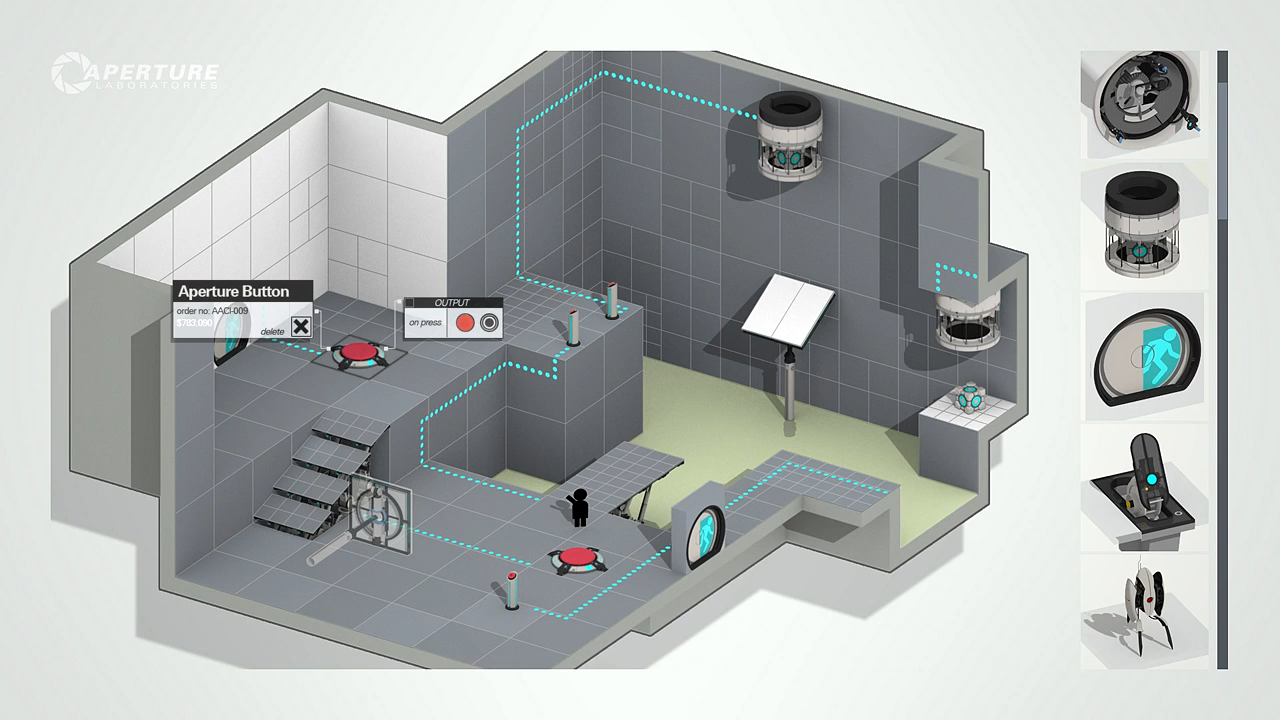 APERTURE
LABORATORIES
Aperture Button
order no: AACI-009
$783,090
delete
OUTPUT
on press